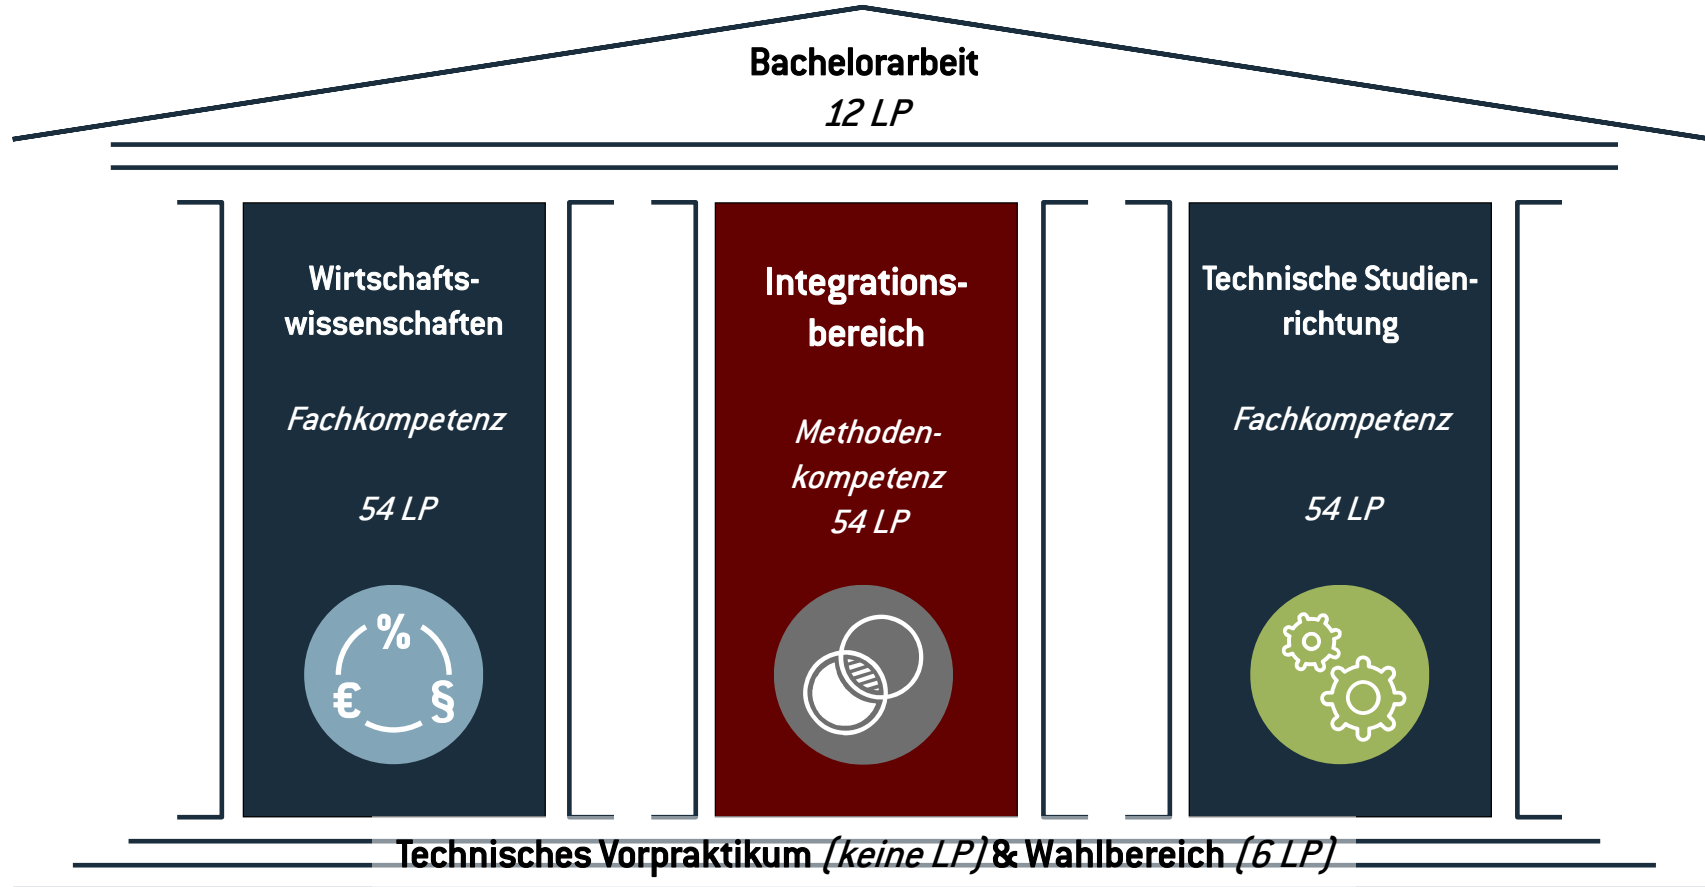 Bachelorarbeit
12 LP
Wirtschafts-
wissenschaften
Fachkompetenz
54 LP
%
€ §
Integrations-
bereich
Methoden-
kompetenz
54 LP
Technische Studien-
richtung
Fachkompetenz
54 LP
Technisches Vorpraktikum (keine LP) & Wahlbereich (6 LP)